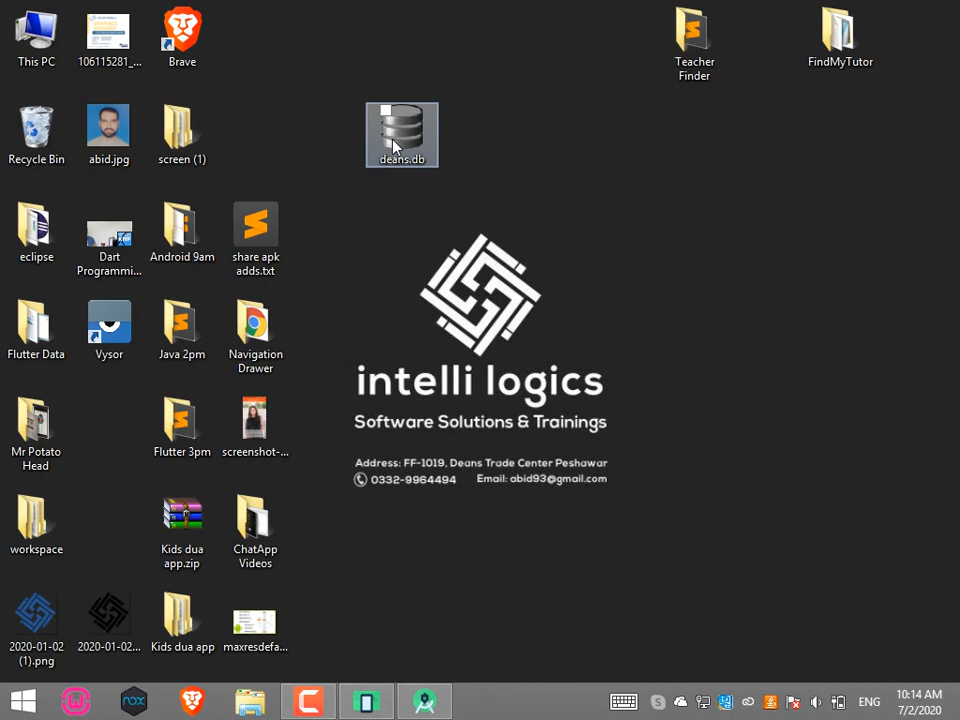 This PC
106115281_...
Brave
Teacher
Finder
FindMyTutor
Recycle Bin
abid.jpg
screen (1)
deans.db
eclipse
Dart
Programmi...
Android 9am
share apk
adds.txt
Flutter Data
Vysor
Java 2pm
Navigation
Drawer
Mr Potato
Head
Flutter 3pm
screenshot-...
workspace
Kids dua
app.zip
ChatApp
Videos
2020-01-02
(1).png
2020-01-02...
Kids dua app
maxresdefa...
intelli logics
Software Solutions & Trainings
Address: FF-1019, Deans Trade Center Peshawar
0332-9964494 Email: abid93@gmail.com
nox
ENG
10:14 AM
7/2/2020